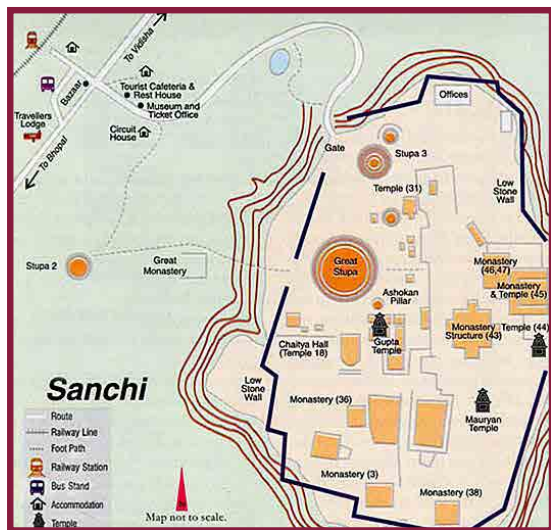 To Vidisha
Bazaar
Tourist Cafeteria &
Rest House
Museum and
Ticket Office
Travellers
Lodge
Circuit
House
To Bhopal
Gate
Offices
Stupa 3
Temple (31)
Low
Stone
Wall
Stupa 2
Great
Monastery
Great
Stupa
Ashokan
Pillar
Monastery
(46,47)
Monastery
& Temple (45)
Chaitya Hall
(Temple 18)
Gupta
Temple
Monastery
Structure (43)
Temple (44)
Low
Stone
Wall
Monastery (36)
Mauryan
Temple
Monastery (3)
Monastery (38)
Sanchi
Route
Railway Line
Foot Path
Railway Station
Bus Stand
Accommodation
Temple
Map not to scale.